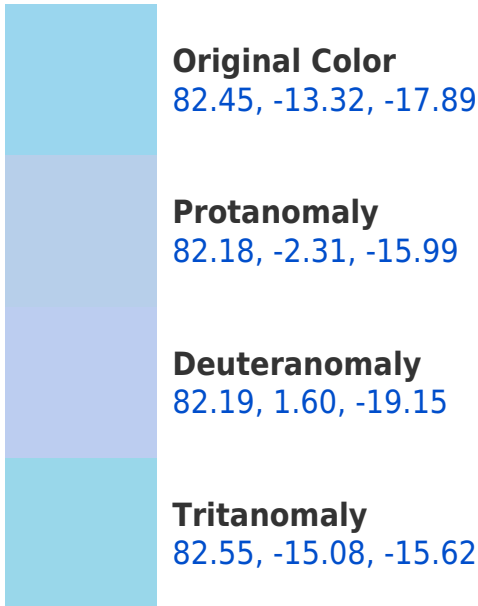 Original Color
82.45, -13.32, -17.89
Protanomaly
82.18, -2.31, -15.99
Deuteranomaly
82.19, 1.60, -19.15
Tritanomaly
82.55, -15.08, -15.62